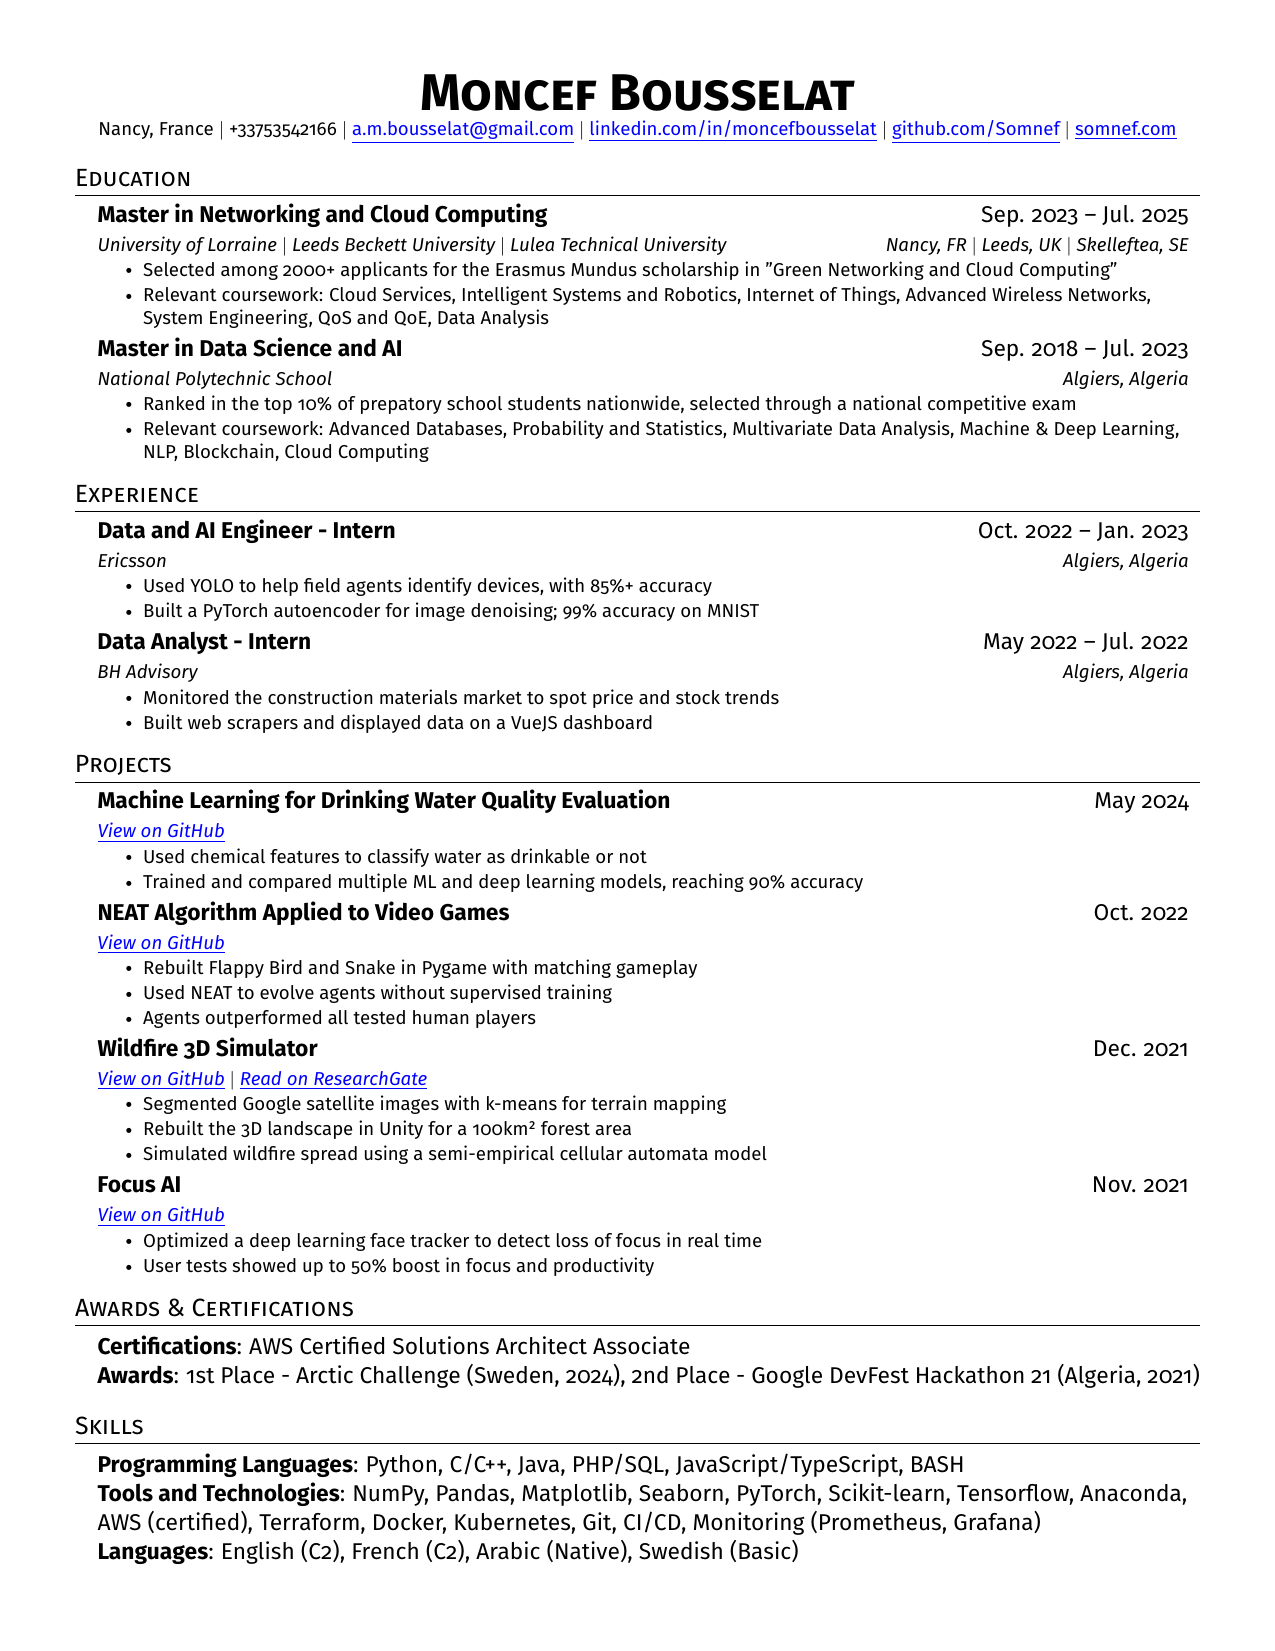 Moncef Bousselat
Nancy, France | +33753542166 | a.m.bousselat@gmail.com | linkedin.com/in/moncefbousselat | github.com/Somnef | somnef.com
Education
Master in Networking and Cloud Computing Sep. 2023 – Jul. 2025
University of Lorraine | Leeds Beckett University | Lulea Technical University Nancy, FR | Leeds, UK | Skelleftea, SE
• Selected among 2000+ applicants for the Erasmus Mundus scholarship in ”Green Networking and Cloud Computing”
• Relevant coursework: Cloud Services, Intelligent Systems and Robotics, Internet of Things, Advanced Wireless Networks,
System Engineering, QoS and QoE, Data Analysis
Master in Data Science and AI Sep. 2018 – Jul. 2023
National Polytechnic School Algiers, Algeria
• Ranked in the top 10% of prepatory school students nationwide, selected through a national competitive exam
• Relevant coursework: Advanced Databases, Probability and Statistics, Multivariate Data Analysis, Machine & Deep Learning,
NLP, Blockchain, Cloud Computing
Experience
Data and AI Engineer - Intern Oct. 2022 – Jan. 2023
Ericsson Algiers, Algeria
• Used YOLO to help field agents identify devices, with 85%+ accuracy
• Built a PyTorch autoencoder for image denoising; 99% accuracy on MNIST
Data Analyst - Intern May 2022 – Jul. 2022
BH Advisory Algiers, Algeria
• Monitored the construction materials market to spot price and stock trends
• Built web scrapers and displayed data on a VueJS dashboard
Projects
Machine Learning for Drinking Water Quality Evaluation May 2024
View on GitHub
• Used chemical features to classify water as drinkable or not
• Trained and compared multiple ML and deep learning models, reaching 90% accuracy
NEAT Algorithm Applied to Video Games Oct. 2022
View on GitHub
• Rebuilt Flappy Bird and Snake in Pygame with matching gameplay
• Used NEAT to evolve agents without supervised training
• Agents outperformed all tested human players
Wildfire 3D Simulator Dec. 2021
View on GitHub | Read on ResearchGate
• Segmented Google satellite images with k-means for terrain mapping
• Rebuilt the 3D landscape in Unity for a 100km² forest area
• Simulated wildfire spread using a semi-empirical cellular automata model
Focus AI Nov. 2021
View on GitHub
• Optimized a deep learning face tracker to detect loss of focus in real time
• User tests showed up to 50% boost in focus and productivity
Awards & Certifications
Certifications: AWS Certified Solutions Architect Associate
Awards: 1st Place - Arctic Challenge (Sweden, 2024), 2nd Place - Google DevFest Hackathon 21 (Algeria, 2021)
Skills
Programming Languages: Python, C/C++, Java, PHP/SQL, JavaScript/TypeScript, BASH
Tools and Technologies: NumPy, Pandas, Matplotlib, Seaborn, PyTorch, Scikit-learn, Tensorflow, Anaconda,
AWS (certified), Terraform, Docker, Kubernetes, Git, CI/CD, Monitoring (Prometheus, Grafana)
Languages: English (C2), French (C2), Arabic (Native), Swedish (Basic)